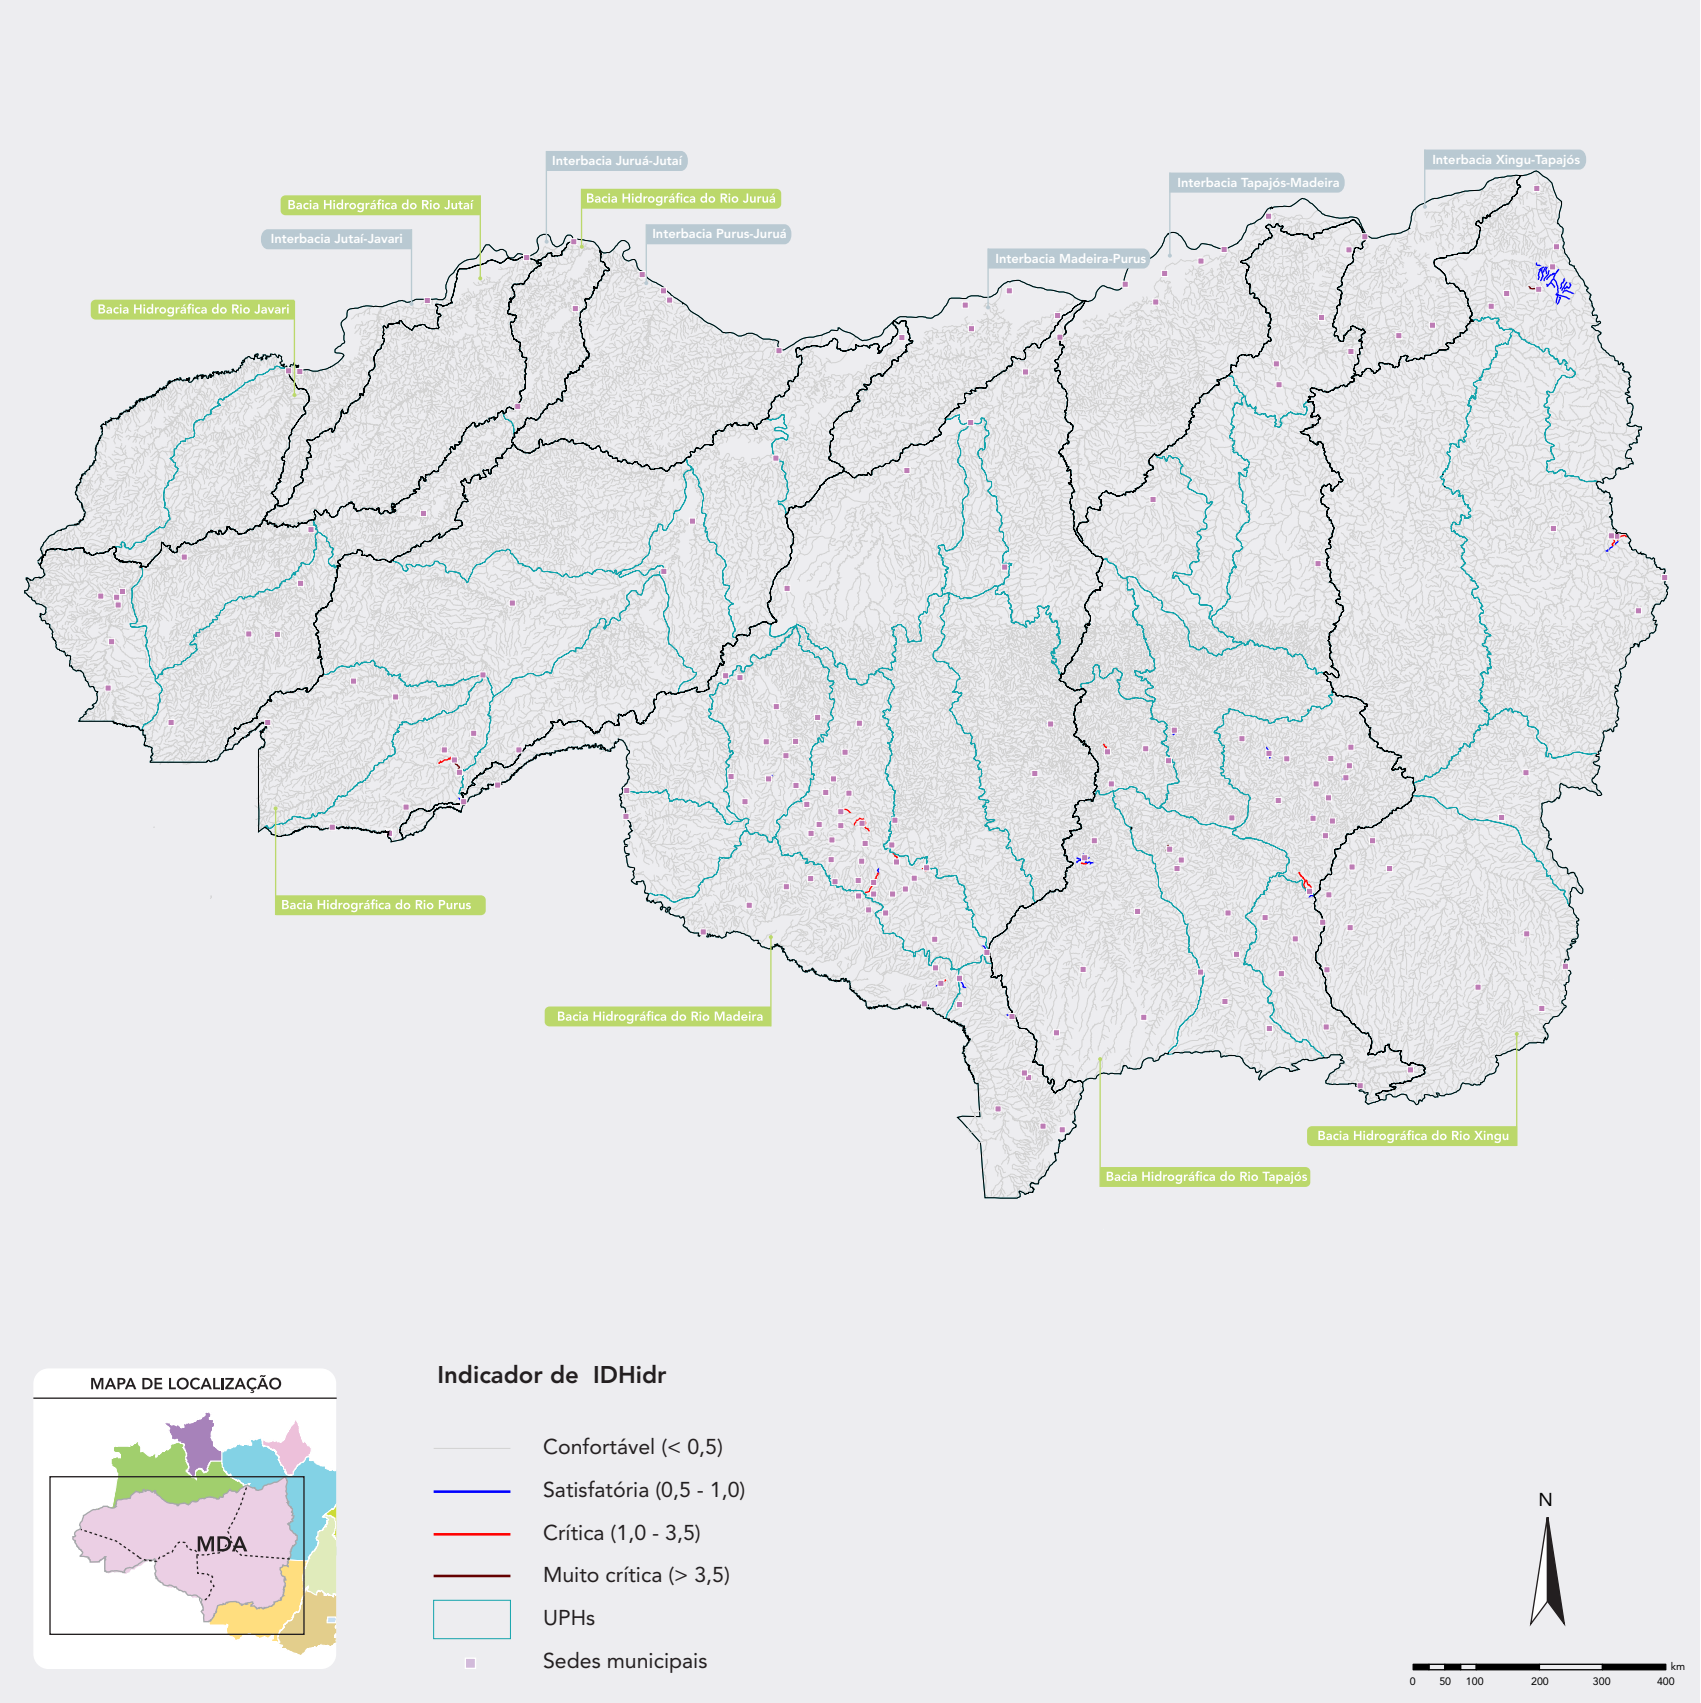 Interbacia Juruá-Jutaí
Interbacia Xingu-Tapajós
Interbacia Tapajós-Madeira
Bacia Hidrográfica do Rio Jutaí
Bacia Hidrográfica do Rio Juruá
Interbacia Jutaí-Javari
Interbacia Purus-Juruá
Interbacia Madeira-Purus
Bacia Hidrográfica do Rio Javari
Bacia Hidrográfica do Rio Purus
Bacia Hidrográfica do Rio Madeira
Bacia Hidrográfica do Rio Xingu
Bacia Hidrográfica do Rio Tapajós
MAPA DE LOCALIZAÇÃO
MDA
Indicador de IDHidr
Confortável (< 0,5)
Satisfatória (0,5 - 1,0)
Crítica (1,0 - 3,5)
Muito crítica (> 3,5)
UPHs
Sedes municipais
N
km
0 50 100 200 300 400